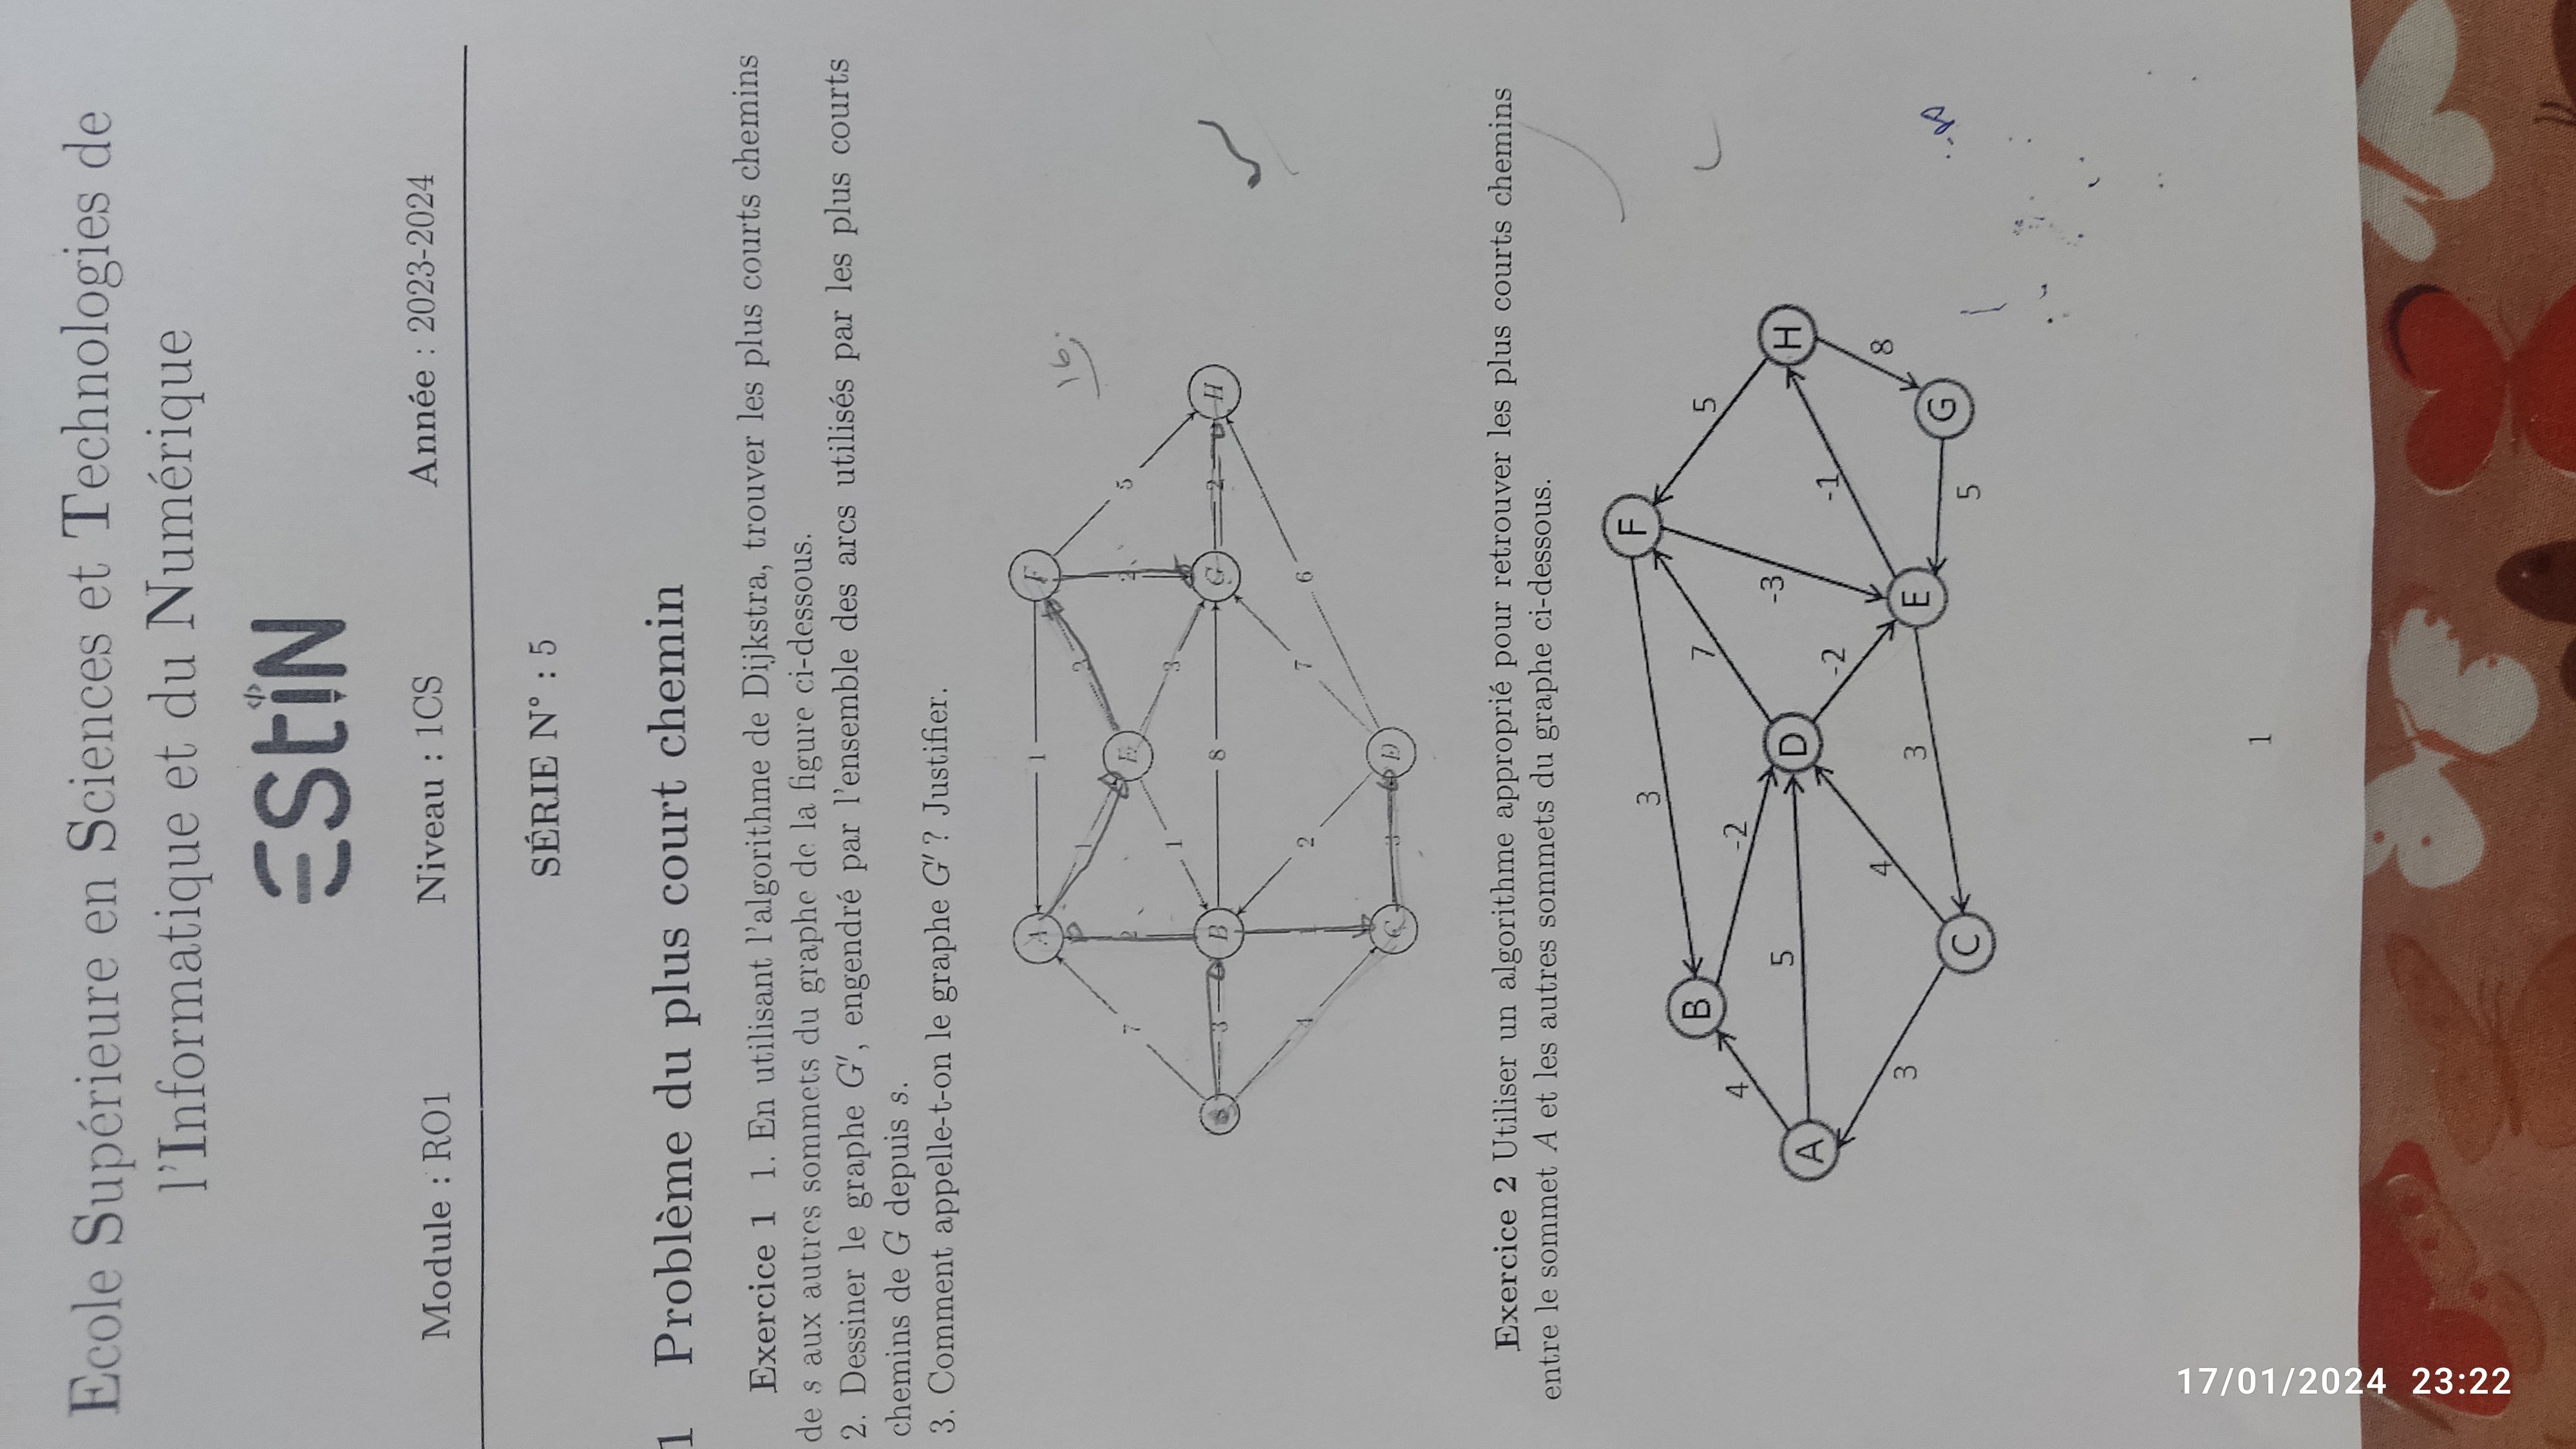 Ecole Supérieure en Sciences et Technologies de
l'Informatique et du Numérique
</>
ESTIN
Module : RO1 Niveau : 1CS Année : 2023-2024
SÉRIE N° : 5
1 Problème du plus court chemin
Exercice 1 1. En utilisant l'algorithme de Dijkstra, trouver les plus courts chemins
de s aux autres sommets du graphe de la figure ci-dessous.
2. Dessiner le graphe G', engendré par l'ensemble des arcs utilisés par les plus courts
chemins de G depuis s.
3. Comment appelle-t-on le graphe G' ? Justifier.
A 1 F
16
1
7 2 E 2 5
1 3
s 3 B 8 G 2 H
4 1 2 7 6
C 3 D
Exercice 2 Utiliser un algorithme approprié pour retrouver les plus courts chemins
entre le sommet A et les autres sommets du graphe ci-dessous.
F
3
B 7 5
4 -2
5 D -3 H
A
-2 -1
4 8
3 3 E
C G
5
1
17/01/2024 23:22